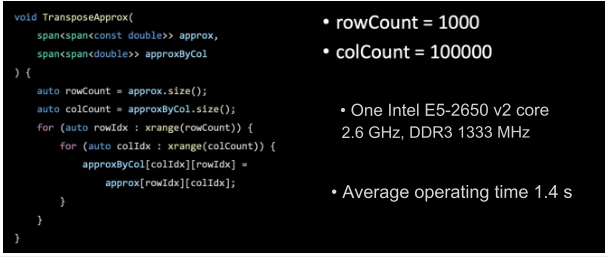 void TransposeApprox(
    span<span<const double>> approx,
    span<span<double>> approxByCol
) {
    auto rowCount = approx.size();
    auto colCount = approxByCol.size();
    for (auto rowIdx : xrange(rowCount)) {
        for (auto colIdx : xrange(colCount)) {
            approxByCol[colIdx][rowIdx] =
                approx[rowIdx][colIdx];
        }
    }
}
• rowCount = 1000
• colCount = 100000
• One Intel E5-2650 v2 core
2.6 GHz, DDR3 1333 MHz
• Average operating time 1.4 s